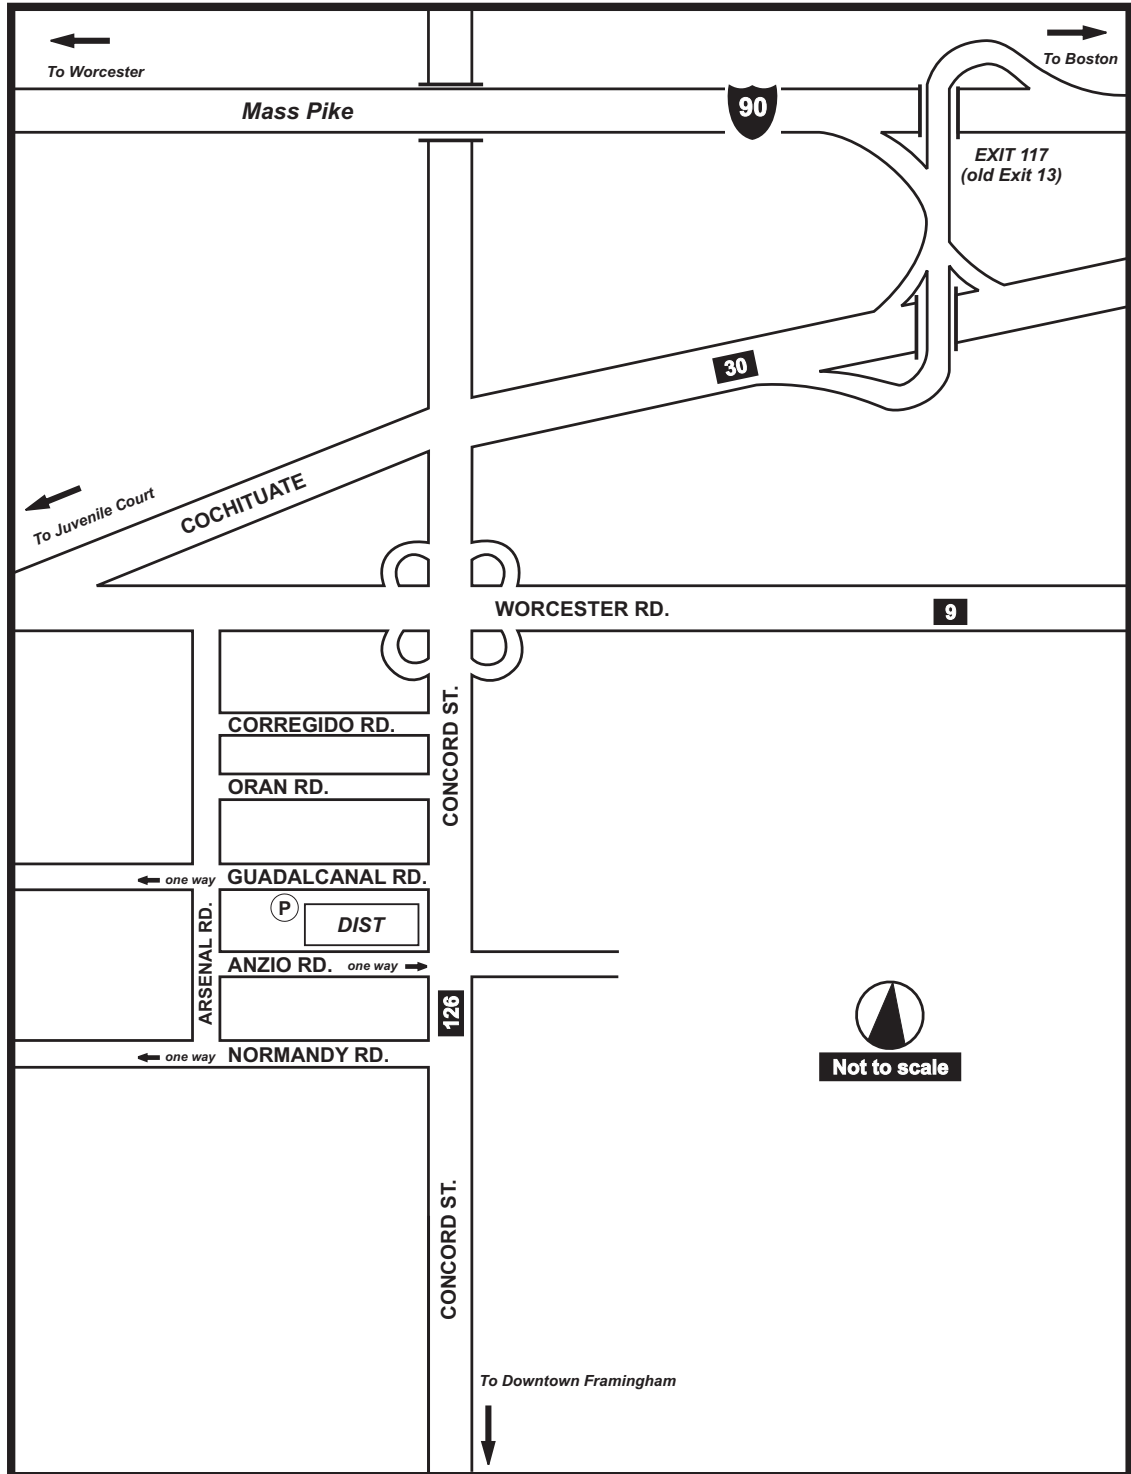 To Worcester
To Boston
Mass Pike
90
EXIT 117
(old Exit 13)
30
COCHITUATE
To Juvenile Court
WORCESTER RD.
9
CORREGIDO RD.
CONCORD ST.
ORAN RD.
one way
GUADALCANAL RD.
P
DIST
ARSENAL RD.
ANZIO RD.
one way
126
one way
NORMANDY RD.
Not to scale
CONCORD ST.
To Downtown Framingham